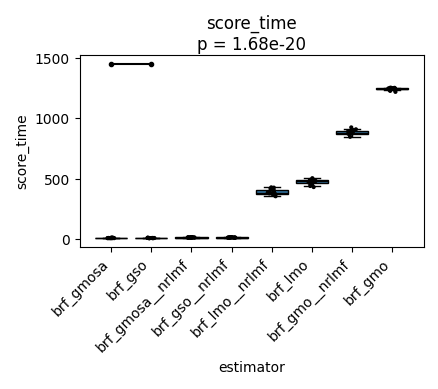 score_time
p = 1.68e-20
1500
1000
500
0
score_time
brf_gmosa
brf_gso
brf_gmosa__nrlmf
brf_gso__nrlmf
brf_lmo__nrlmf
brf_lmo
brf_gmo__nrlmf
brf_gmo
estimator